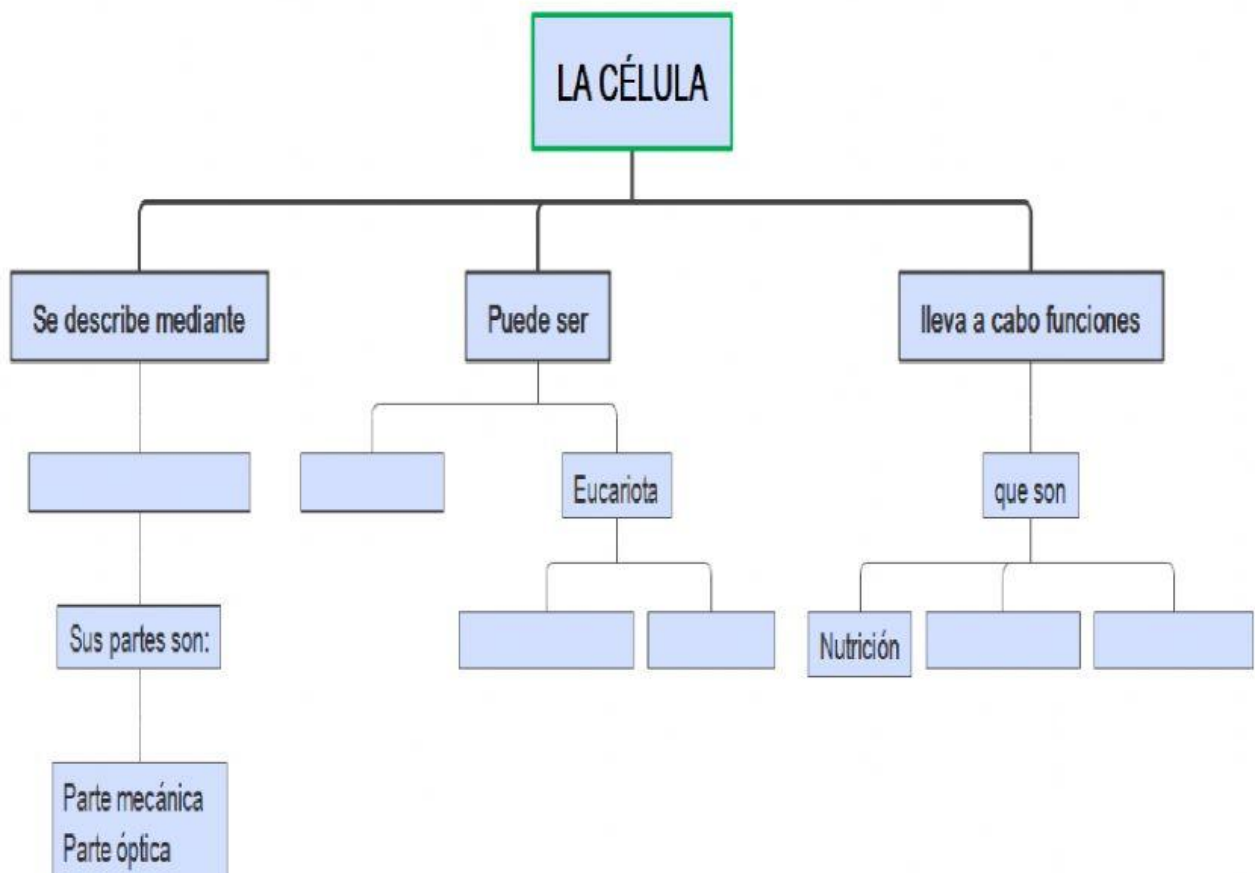 LA CÉLULA
Se describe mediante
Puede ser
lleva a cabo funciones
Eucariota
que son
Sus partes son:
Nutrición
Parte mecánica
Parte óptica